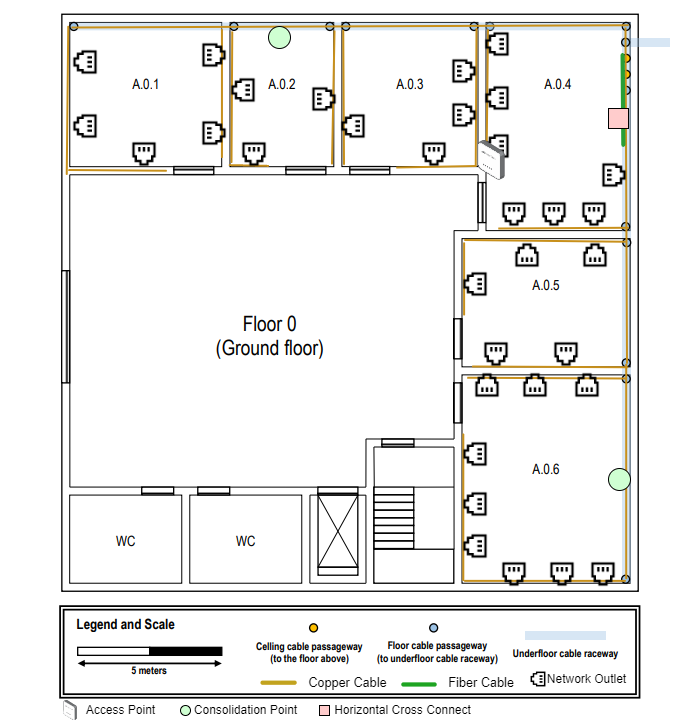 A.0.1
A.0.2
A.0.3
A.0.4
A.0.5
Floor 0
(Ground floor)
A.0.6
WC
WC
Legend and Scale
5 meters
Celling cable passageway
(to the floor above)
Floor cable passageway
(to underfloor cable raceway)
Underfloor cable raceway
Copper Cable
Fiber Cable
Network Outlet
Access Point
Consolidation Point
Horizontal Cross Connect